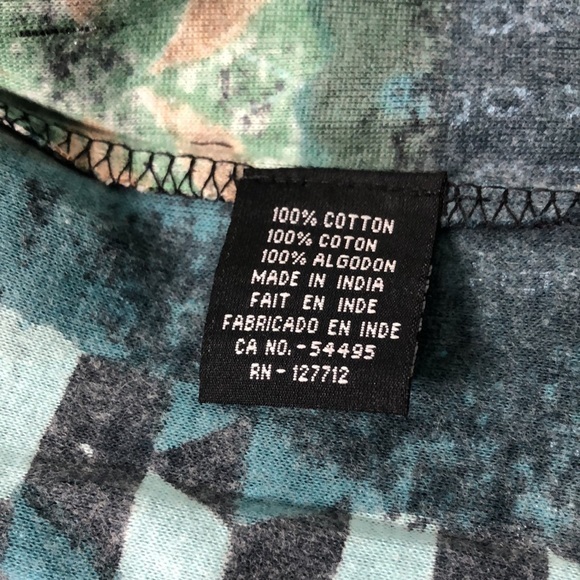 100% COTTON
100% COTON
100% ALGODON
MADE IN INDIA
FAIT EN INDE
FABRICADO EN INDE
CA NO.-54495
RN-127712